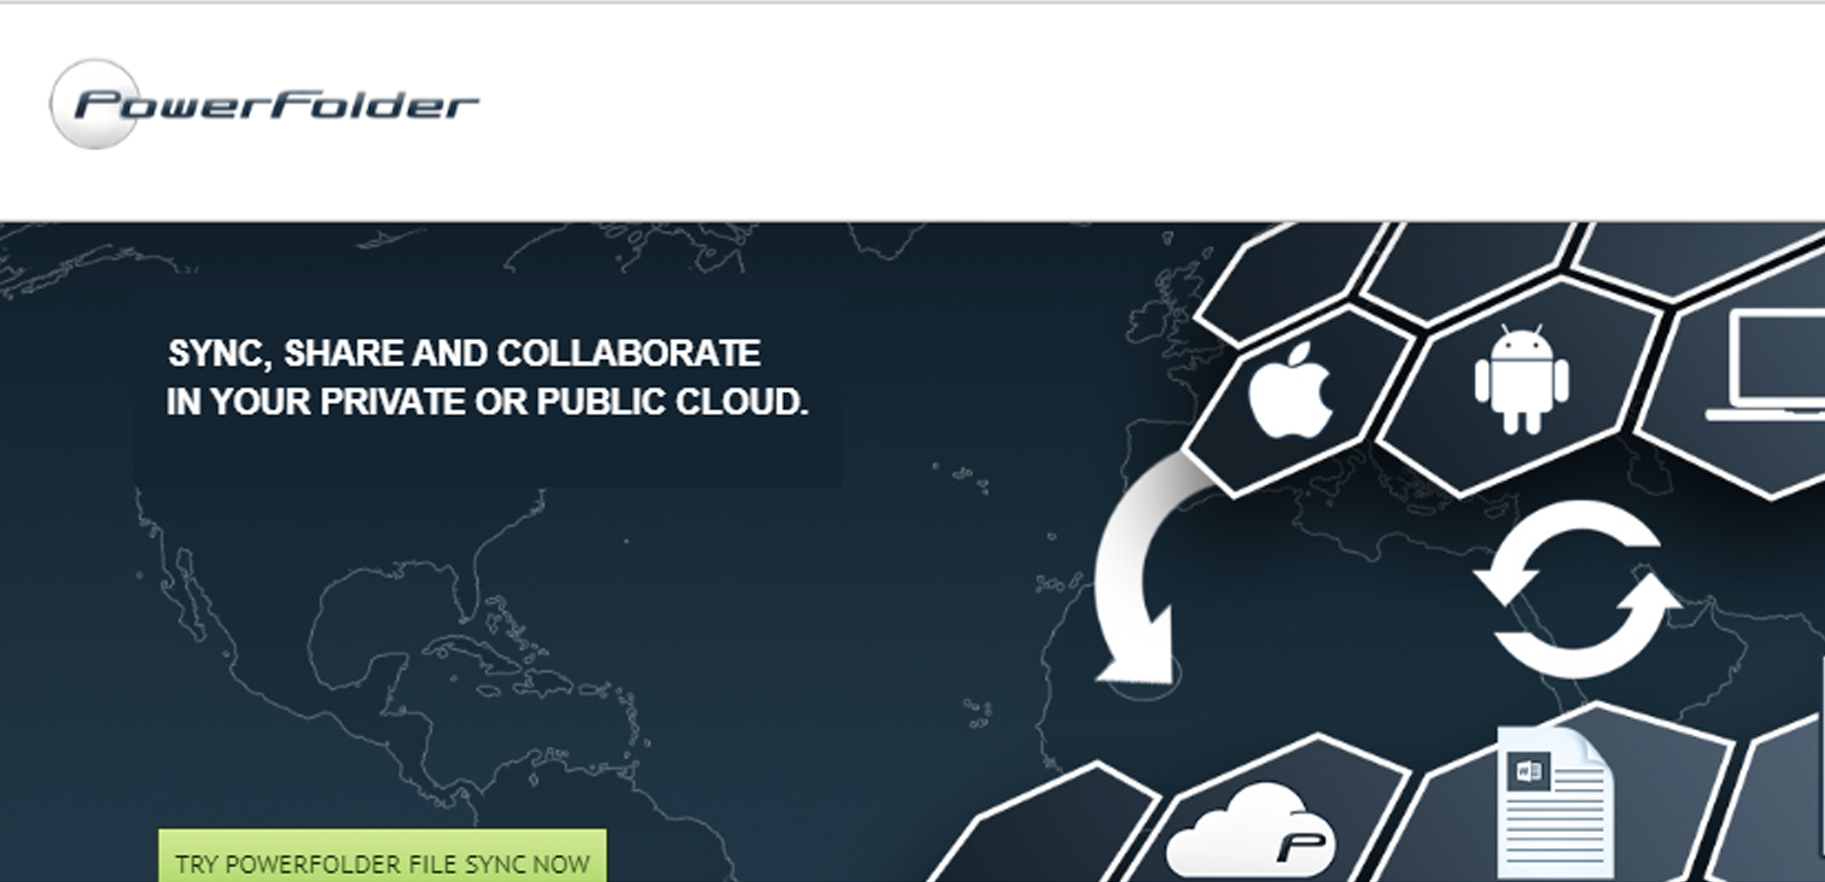 PowerFolder
SYNC, SHARE AND COLLABORATE
IN YOUR PRIVATE OR PUBLIC CLOUD.
W
P
TRY POWERFOLDER FILE SYNC NOW